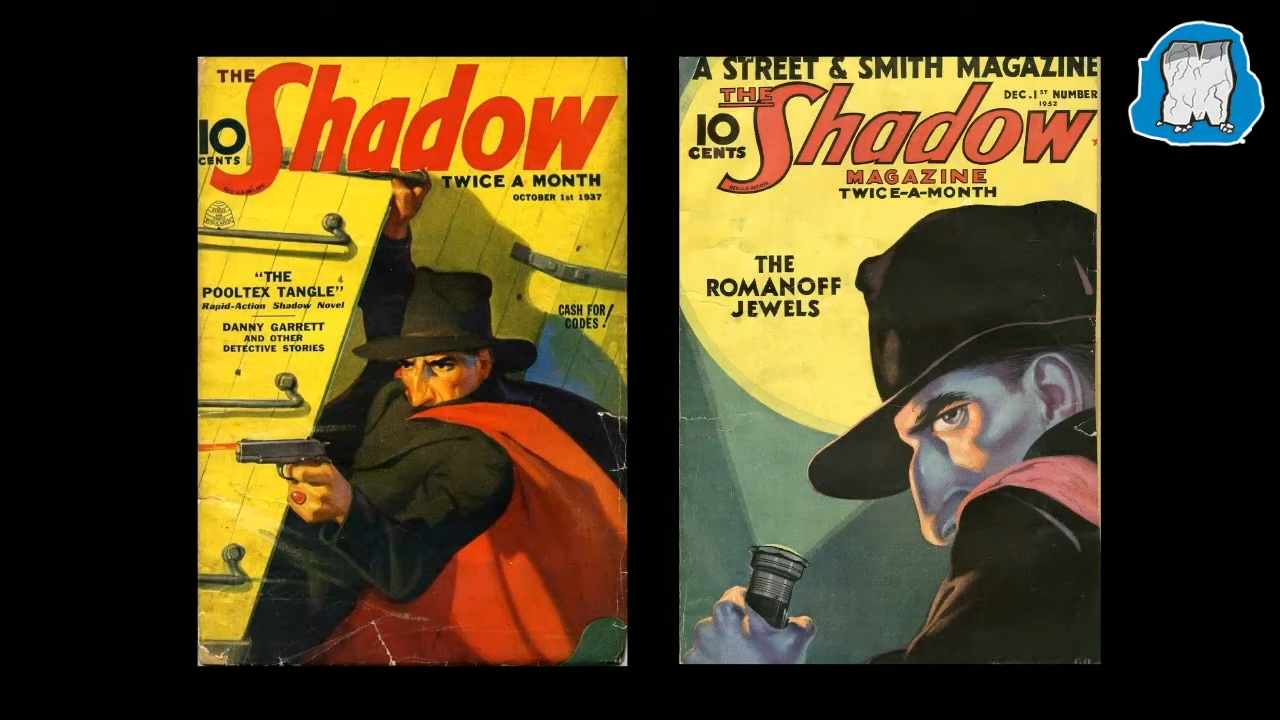 THE
Shadow
10
CENTS
TWICE A MONTH
OCTOBER 1st 1937
"THE
POOLTEX TANGLE"
Rapid-Action Shadow Novel
DANNY GARRETT
AND OTHER
DETECTIVE STORIES
CASH FOR
CODES!
A STREET & SMITH MAGAZINE
DEC. 1ST NUMBER
1932
THE
Shadow
10
CENTS
MAGAZINE
TWICE-A-MONTH
THE
ROMANOFF
JEWELS
M